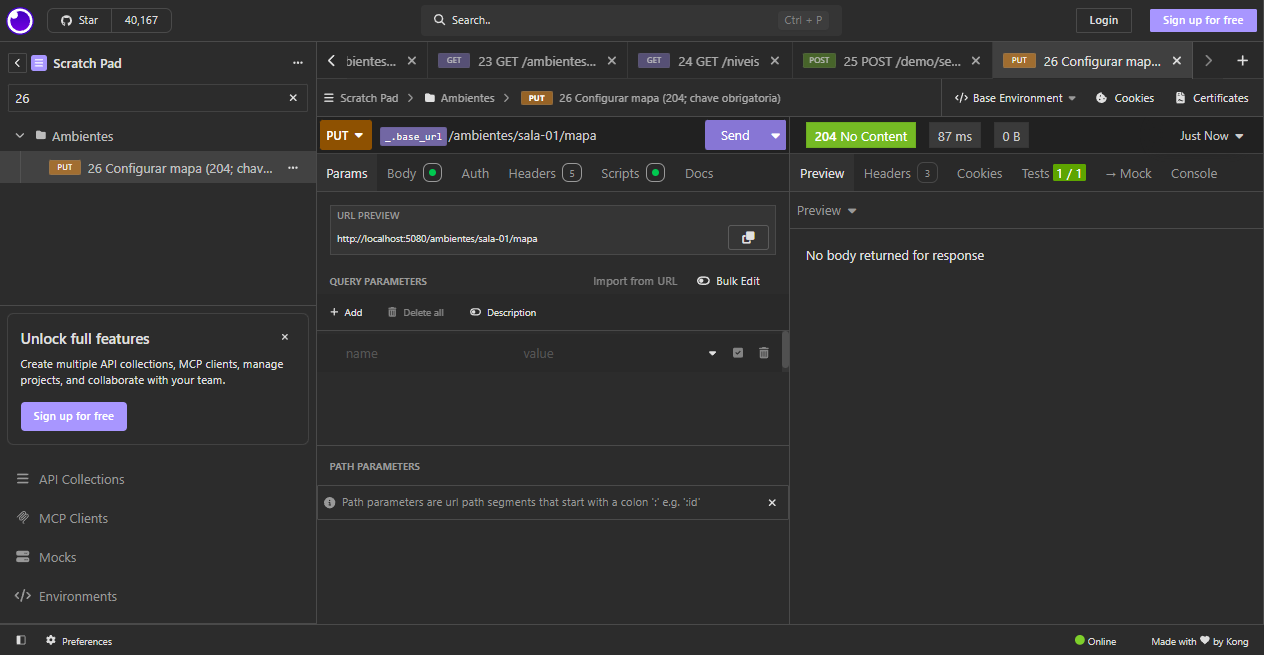 Star 40,167 Search.. Ctrl + P Login Sign up for free
Scratch Pad
26
Ambientes
PUT 26 Configurar mapa (204; chav...
Unlock full features
Create multiple API collections, MCP clients, manage
projects, and collaborate with your team.
Sign up for free
API Collections
MCP Clients
Mocks
Environments
Preferences
bientes... GET 23 GET /ambientes... GET 24 GET /niveis POST 25 POST /demo/se... PUT 26 Configurar map...
Scratch Pad Ambientes PUT 26 Configurar mapa (204; chave obrigatoria)
Base Environment Cookies Certificates
PUT _.base_url /ambientes/sala-01/mapa Send
Params Body Auth Headers 5 Scripts Docs
URL PREVIEW
http://localhost:5080/ambientes/sala-01/mapa
QUERY PARAMETERS Import from URL Bulk Edit
Add Delete all Description
name value
PATH PARAMETERS
Path parameters are url path segments that start with a colon ':' e.g. ':id'
204 No Content 87 ms 0 B Just Now
Preview Headers 3 Cookies Tests 1 / 1 → Mock Console
Preview
No body returned for response
Online Made with ♥ by Kong